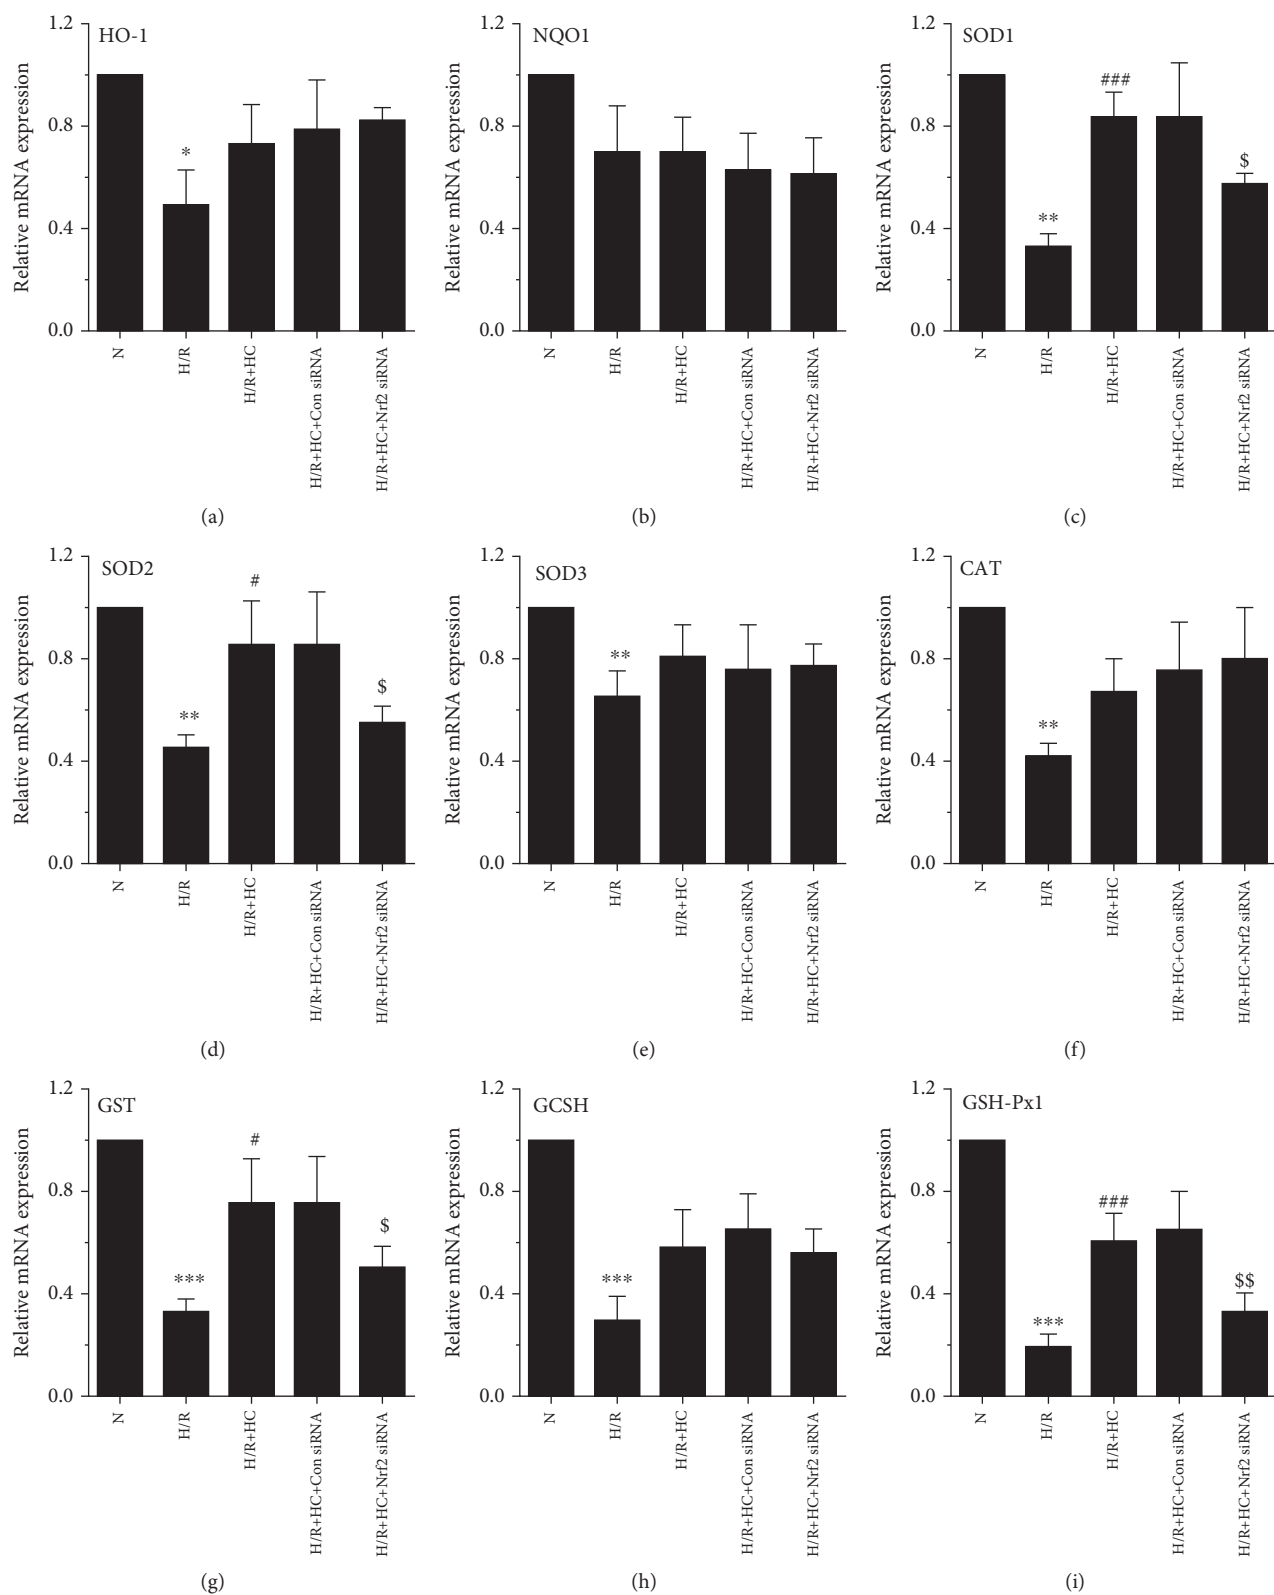 HO-1
*
Relative mRNA expression
1.2
0.8
0.4
0.0
N
H/R
H/R+HC
H/R+HC+Con siRNA
H/R+HC+Nrf2 siRNA
(a)
NQO1
Relative mRNA expression
1.2
0.8
0.4
0.0
N
H/R
H/R+HC
H/R+HC+Con siRNA
H/R+HC+Nrf2 siRNA
(b)
SOD1
**
###
$
Relative mRNA expression
1.2
0.8
0.4
0.0
N
H/R
H/R+HC
H/R+HC+Con siRNA
H/R+HC+Nrf2 siRNA
(c)
SOD2
**
#
$
Relative mRNA expression
1.2
0.8
0.4
0.0
N
H/R
H/R+HC
H/R+HC+Con siRNA
H/R+HC+Nrf2 siRNA
(d)
SOD3
**
Relative mRNA expression
1.2
0.8
0.4
0.0
N
H/R
H/R+HC
H/R+HC+Con siRNA
H/R+HC+Nrf2 siRNA
(e)
CAT
**
Relative mRNA expression
1.2
0.8
0.4
0.0
N
H/R
H/R+HC
H/R+HC+Con siRNA
H/R+HC+Nrf2 siRNA
(f)
GST
***
#
$
Relative mRNA expression
1.2
0.8
0.4
0.0
N
H/R
H/R+HC
H/R+HC+Con siRNA
H/R+HC+Nrf2 siRNA
(g)
GCSH
***
Relative mRNA expression
1.2
0.8
0.4
0.0
N
H/R
H/R+HC
H/R+HC+Con siRNA
H/R+HC+Nrf2 siRNA
(h)
GSH-Px1
***
###
$$
Relative mRNA expression
1.2
0.8
0.4
0.0
N
H/R
H/R+HC
H/R+HC+Con siRNA
H/R+HC+Nrf2 siRNA
(i)